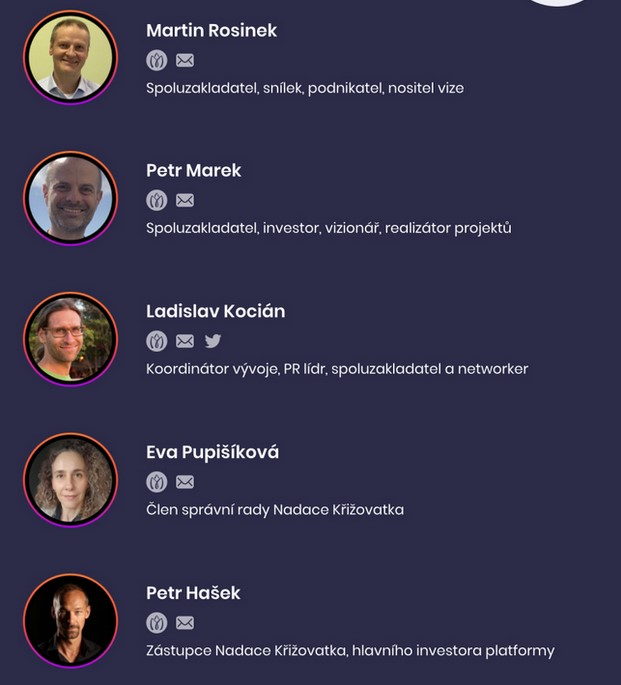 Martin Rosinek
Spoluzakladatel, snílek, podnikatel, nositel vize
Petr Marek
Spoluzakladatel, investor, vizionář, realizátor projektů
Ladislav Kocián
Koordinátor vývoje, PR lídr, spoluzakladatel a networker
Eva Pupišíková
Člen správní rady Nadace Křižovatka
Petr Hašek
Zástupce Nadace Křižovatka, hlavního investora platformy